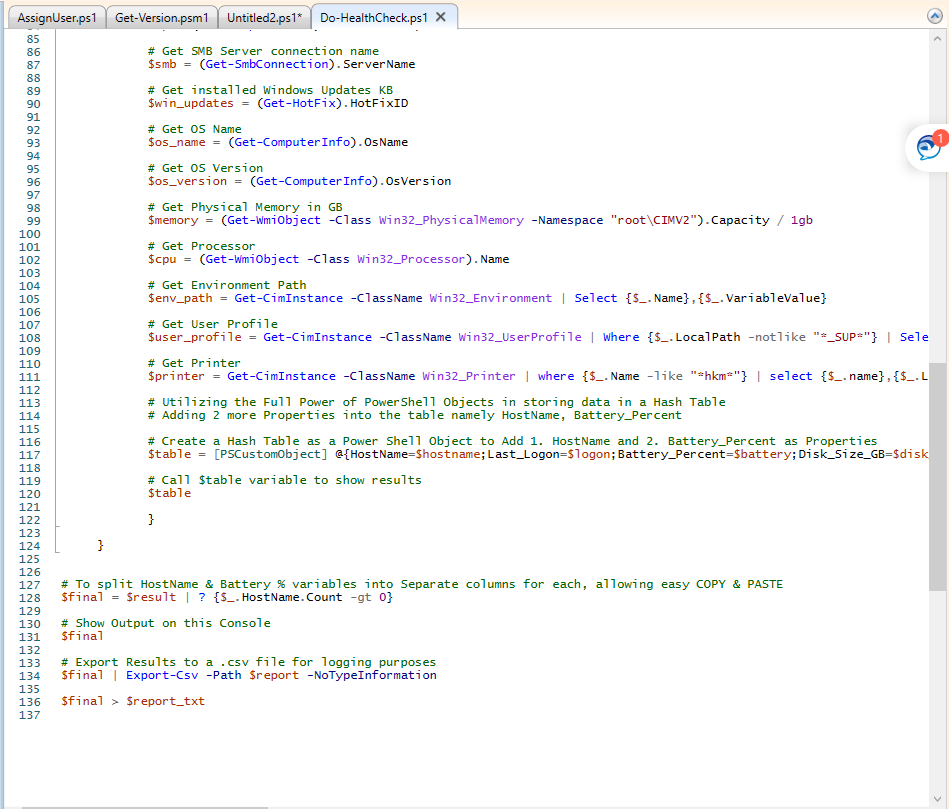 AssignUser.ps1 Get-Version.psm1 Untitled2.ps1* Do-HealthCheck.ps1
85
86 # Get SMB Server connection name
87 $smb = (Get-SmbConnection).ServerName
88
89 # Get installed Windows Updates KB
90 $win_updates = (Get-HotFix).HotFixID
91
92 # Get OS Name
93 $os_name = (Get-ComputerInfo).OsName
94
95 # Get OS Version
96 $os_version = (Get-ComputerInfo).OsVersion
97
98 # Get Physical Memory in GB
99 $memory = (Get-WmiObject -Class Win32_PhysicalMemory -Namespace "root\CIMV2").Capacity / 1gb
100
101 # Get Processor
102 $cpu = (Get-WmiObject -Class Win32_Processor).Name
103
104 # Get Environment Path
105 $env_path = Get-CimInstance -ClassName Win32_Environment | Select {$_.Name},{$_.VariableValue}
106
107 # Get User Profile
108 $user_profile = Get-CimInstance -ClassName Win32_UserProfile | Where {$_.LocalPath -notlike "*_SUP*"} | Sele
109
110 # Get Printer
111 $printer = Get-CimInstance -ClassName Win32_Printer | where {$_.Name -like "*hkm*"} | select {$_.name},{$_.L
112
113 # Utilizing the Full Power of PowerShell Objects in storing data in a Hash Table
114 # Adding 2 more Properties into the table namely HostName, Battery_Percent
115
116 # Create a Hash Table as a Power Shell Object to Add 1. HostName and 2. Battery_Percent as Properties
117 $table = [PSCustomObject] @{HostName=$hostname;Last_Logon=$logon;Battery_Percent=$battery;Disk_Size_GB=$disk
118
119 # Call $table variable to show results
120 $table
121
122 }
123
124 }
125
126
127 # To split HostName & Battery % variables into Separate columns for each, allowing easy COPY & PASTE
128 $final = $result | ? {$_.HostName.Count -gt 0}
129
130 # Show Output on this Console
131 $final
132
133 # Export Results to a .csv file for logging purposes
134 $final | Export-Csv -Path $report -NoTypeInformation
135
136 $final > $report_txt
137
1